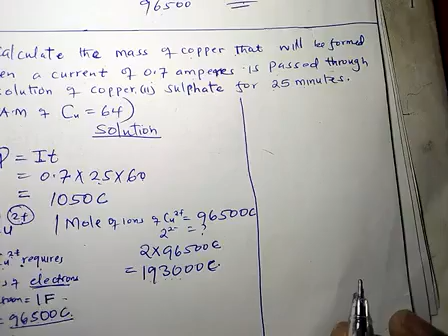 96500
Calculate the mass of copper that will be formed
en a current of 0.7 amperes is passed through
solution of copper(ii) sulphate for 25 minutes.
A.M of Cu = 64)
Solution
= It
= 0.7 x 25 x 60
= 1050C
2+
1 Mole of ions of Cu2+ = 96500C
2 = ?
Cu2+ requires
of electrons
2 x 96500C
= 193000C.
= 1F
= 96500C.